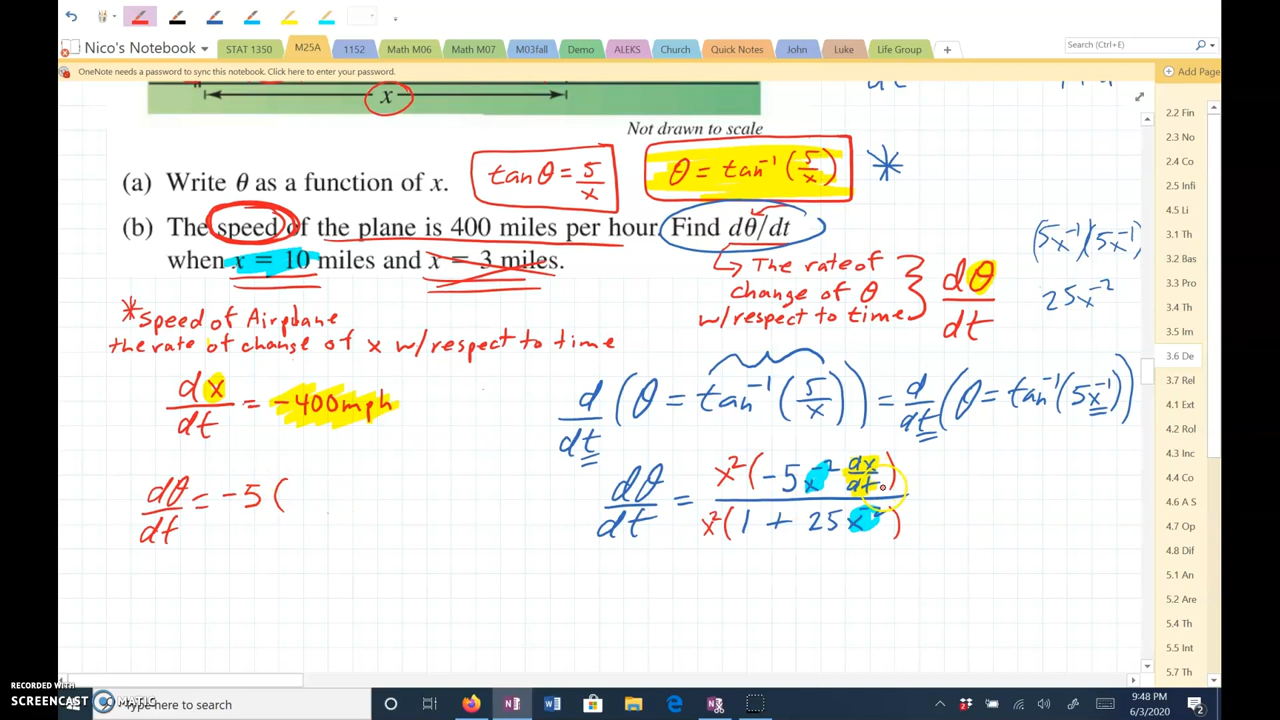 Nico's Notebook
STAT 1350
M25A
1152
Math M06
Math M07
M03fall
Demo
ALEKS
Church
Quick Notes
John
Luke
Life Group
Search (Ctrl+E)
OneNote needs a password to sync this notebook. Click here to enter your password.
Add Page
x
Not drawn to scale
(a) Write θ as a function of x.
tan θ = 5/x
θ = tan⁻¹(5/x)
(b) The speed of the plane is 400 miles per hour. Find dθ/dt
when x = 10 miles and x = 3 miles.
(5x⁻¹)(5x⁻¹)
25x⁻²
The rate of
change of θ
w/respect to time
dθ/dt
*Speed of Airplane
the rate of change of x w/respect to time
dx/dt = -400mph
d/dt (θ = tan⁻¹(5/x)) = d/dt (θ = tan⁻¹(5x⁻¹))
dθ/dt = -5(
dθ/dt = x²(-5x⁻² dx/dt) / x²(1 + 25x⁻²)
2.2 Fin
2.3 No
2.4 Co
2.5 Infi
4.5 Li
3.1 Th
3.2 Bas
3.3 Pro
3.4 Th
3.5 Im
3.6 De
3.7 Rel
4.1 Ext
4.2 Rol
4.3 Inc
4.4 Con
4.6 A S
4.7 Op
4.8 Dif
5.1 An
5.2 Are
5.4 Th
5.5 Th
5.7 Th
RECORDED WITH
SCREENCAST MATIC
Type here to search
9:48 PM
6/3/2020
2